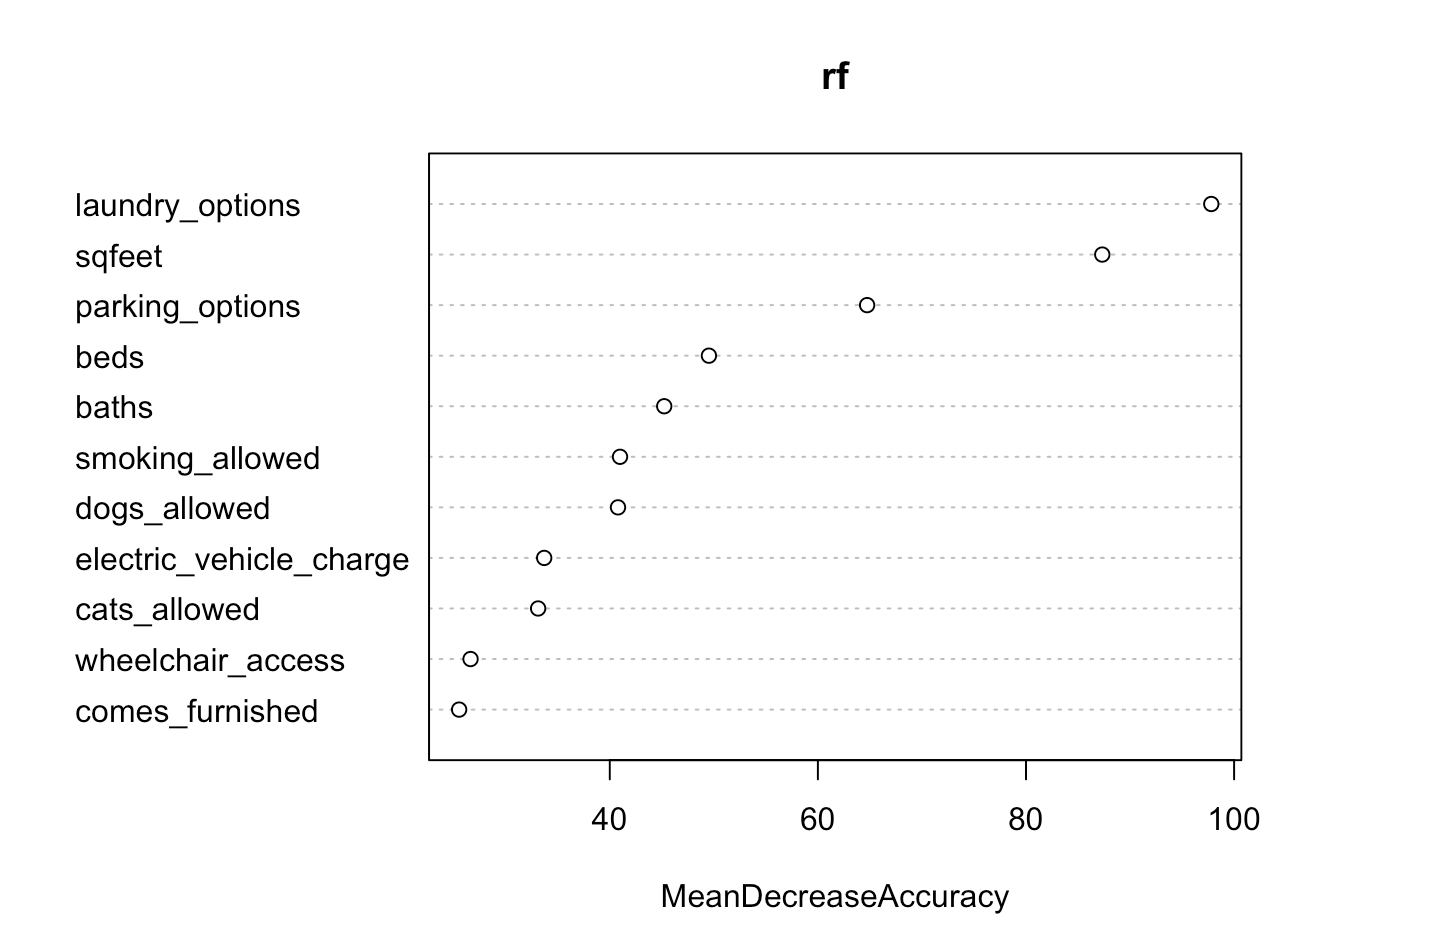 rf
laundry_options
sqfeet
parking_options
beds
baths
smoking_allowed
dogs_allowed
electric_vehicle_charge
cats_allowed
wheelchair_access
comes_furnished
40 60 80 100
MeanDecreaseAccuracy